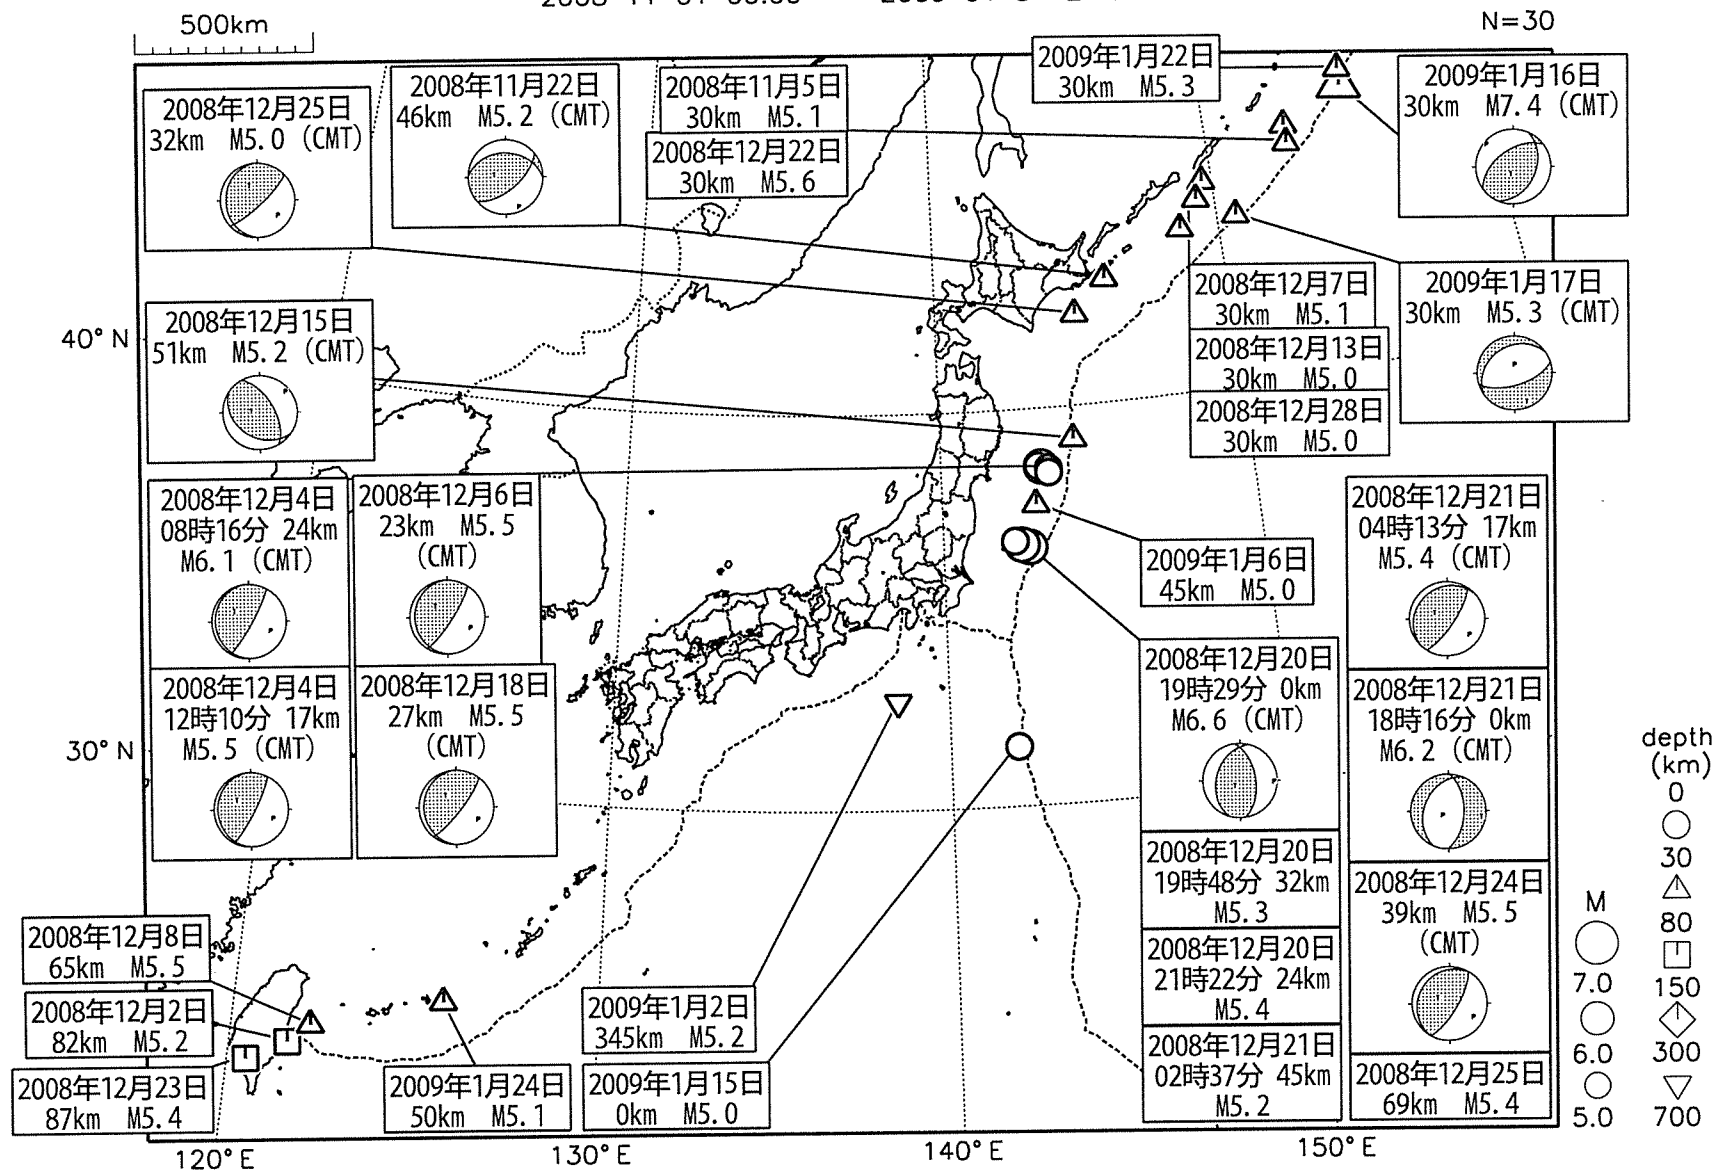 500km
N=30
2008年12月25日
32km M5.0 (CMT)
2008年11月22日
46km M5.2 (CMT)
2008年11月5日
30km M5.1
2008年12月22日
30km M5.6
2009年1月22日
30km M5.3
2009年1月16日
30km M7.4 (CMT)
2008年12月15日
51km M5.2 (CMT)
2008年12月7日
30km M5.1
2008年12月13日
30km M5.0
2008年12月28日
30km M5.0
2009年1月17日
30km M5.3 (CMT)
40°N
2008年12月4日
08時16分 24km
M6.1 (CMT)
2008年12月6日
23km M5.5
(CMT)
2008年12月4日
12時10分 17km
M5.5 (CMT)
2008年12月18日
27km M5.5
(CMT)
2009年1月6日
45km M5.0
2008年12月21日
04時13分 17km
M5.4 (CMT)
2008年12月20日
19時29分 0km
M6.6 (CMT)
2008年12月21日
18時16分 0km
M6.2 (CMT)
30°N
2008年12月20日
19時48分 32km
M5.3
2008年12月20日
21時22分 24km
M5.4
2008年12月21日
02時37分 45km
M5.2
2008年12月24日
39km M5.5
(CMT)
2008年12月25日
69km M5.4
2008年12月8日
65km M5.5
2008年12月2日
82km M5.2
2008年12月23日
87km M5.4
2009年1月24日
50km M5.1
2009年1月2日
345km M5.2
2009年1月15日
0km M5.0
120°E
130°E
140°E
150°E
M
7.0
6.0
5.0
depth
(km)
0
30
80
150
300
700